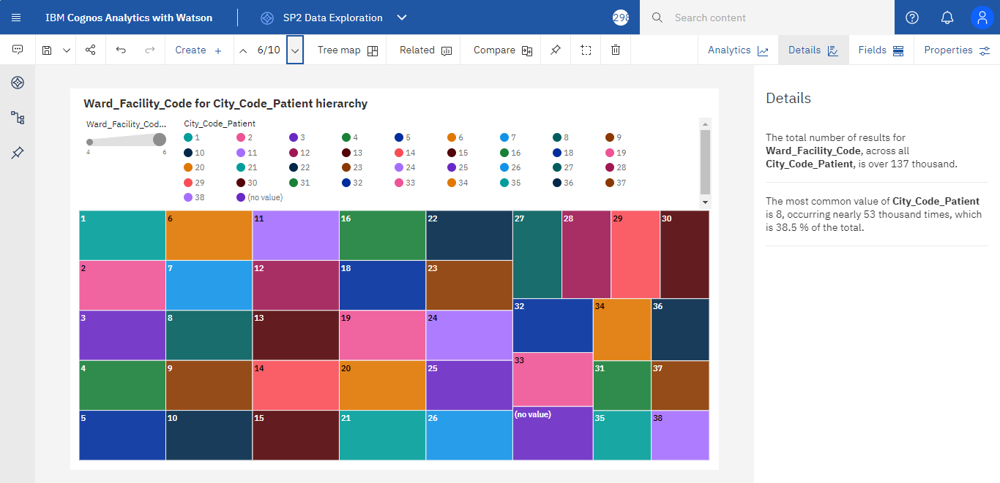 IBM Cognos Analytics with Watson
SP2 Data Exploration
298
Search content
Create +
6/10
Tree map
Related
Compare
Analytics
Details
Fields
Properties
Ward_Facility_Code for City_Code_Patient hierarchy
Ward_Facility_Cod...
4 6
City_Code_Patient
1 2 3 4 5 6 7 8 9
10 11 12 13 14 15 16 18 19
20 21 22 23 24 25 26 27 28
29 30 31 32 33 34 35 36 37
38 (no value)
1 6 11 16 22 27 28 29 30
2 7 12 18 23
32 34 36
3 8 13 19 24
33
4 9 14 20 25 31 37
(no value)
5 10 15 21 26 35 38
Details
The total number of results for
Ward_Facility_Code, across all
City_Code_Patient, is over 137 thousand.
The most common value of City_Code_Patient
is 8, occurring nearly 53 thousand times, which
is 38.5 % of the total.